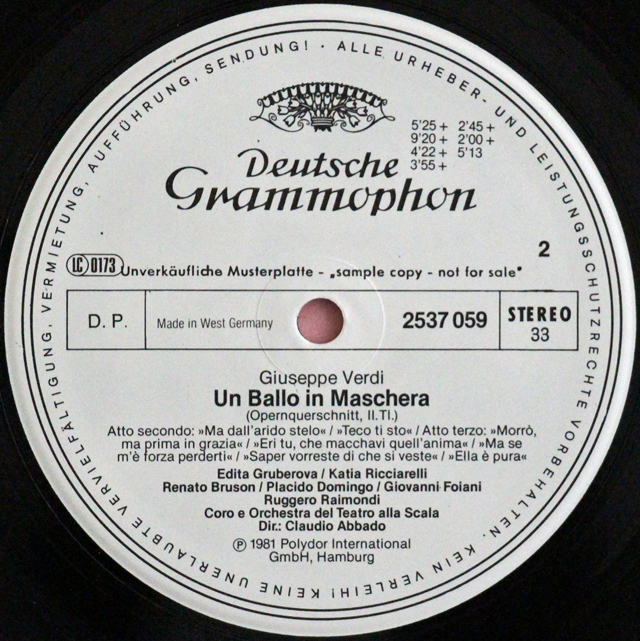 KEINE UNERLAUBTE VERVIELFÄLTIGUNG, VERMIETUNG, AUFFÜHRUNG, SENDUNG! · ALLE URHEBER- UND LEISTUNGSSCHUTZRECHTE VORBEHALTEN. KEIN VERLEIH!
5'25 + 2'45 +
9'20 + 2'00 +
4'22 + 5'13
3'55 +
Deutsche
Grammophon
2
LC 0173 Unverkäufliche Musterplatte - „sample copy - not for sale"
D. P. Made in West Germany 2537 059 STEREO
33
Giuseppe Verdi
Un Ballo in Maschera
(Opernquerschnitt, II.Tl.)
Atto secondo: »Ma dall'arido stelo« / »Teco ti sto« / Atto terzo: »Morrò,
ma prima in grazia« / »Eri tu, che macchavi quell'anima« / »Ma se
m'è forza perderti« / »Saper vorreste di che si veste« / »Ella è pura«
Edita Gruberova / Katia Ricciarelli
Renato Bruson / Placido Domingo / Giovanni Foiani
Ruggero Raimondi
Coro e Orchestra del Teatro alla Scala
Dir.: Claudio Abbado
Ⓟ 1981 Polydor International
GmbH, Hamburg